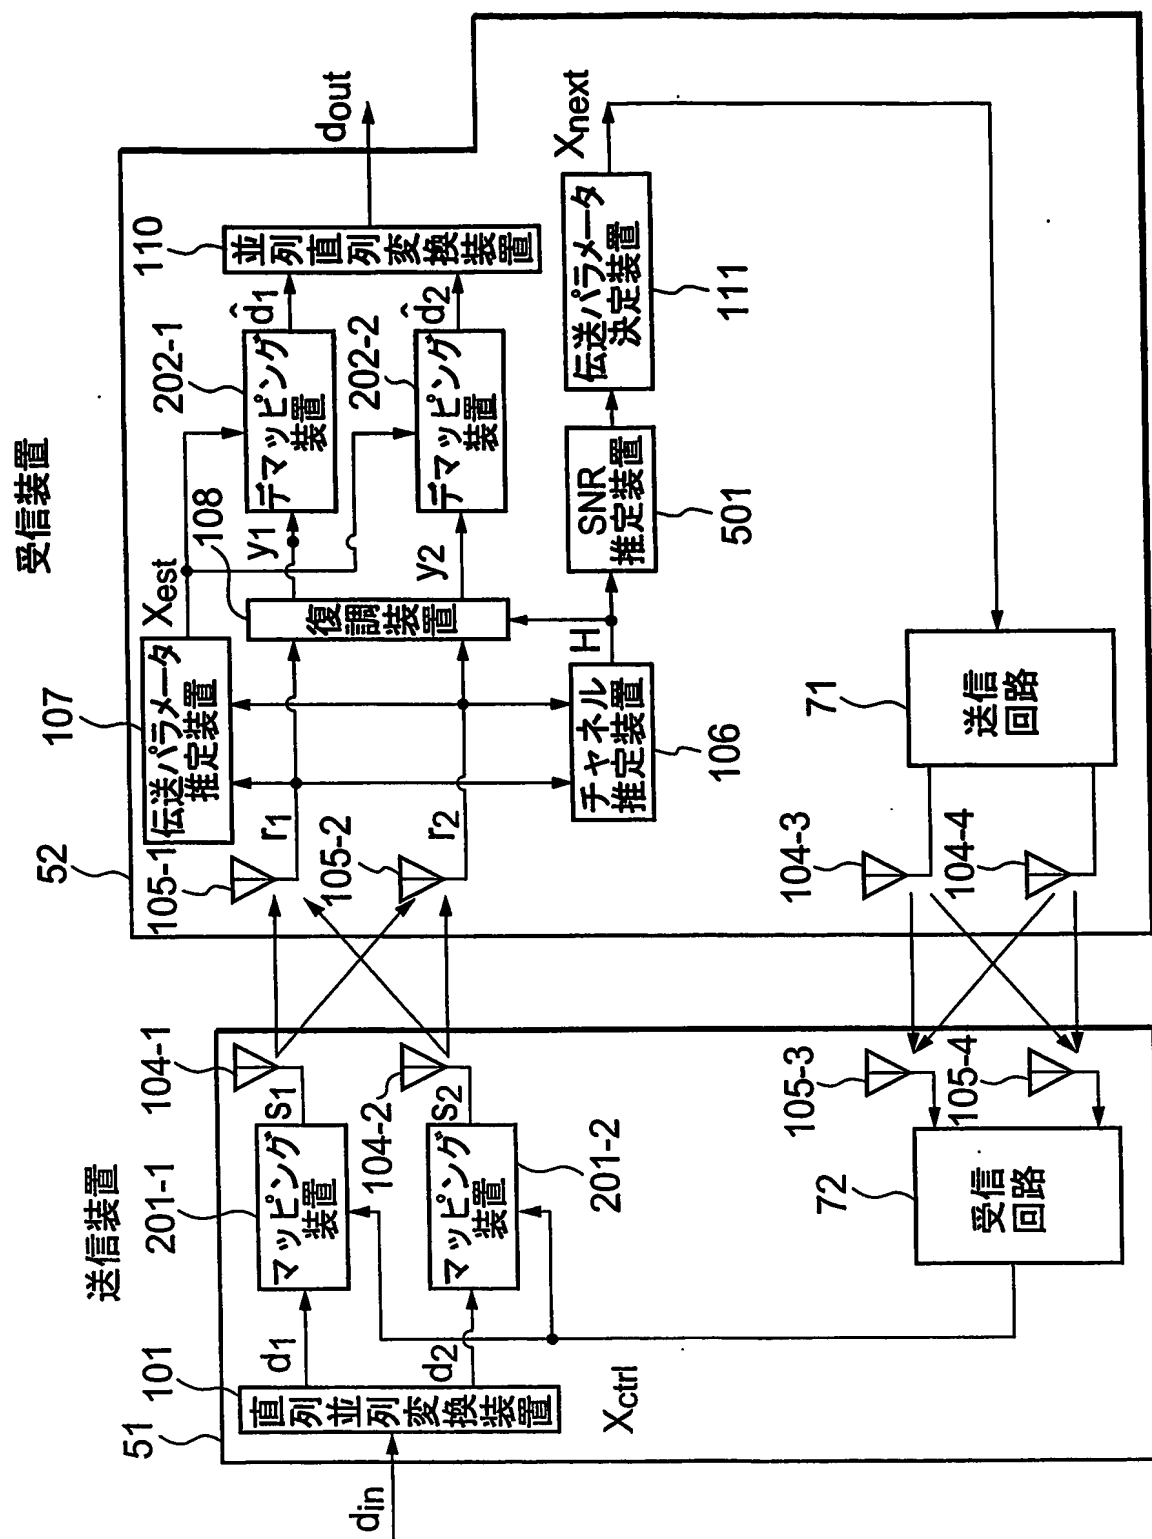 送信装置
受信装置
51
din
101
直列並列変換装置
d1
d2
Xctrl
201-1
マッピング
装置
201-2
マッピング
装置
s1
s2
104-1
104-2
72
受信
回路
105-3
105-4
52
105-1
105-2
r1
r2
107
伝送パラメータ
推定装置
Xest
106
チャネル
推定装置
H
108
復調装置
y1
y2
202-1
デマッピング
装置
202-2
デマッピング
装置
d̂1
d̂2
110
並列直列変換装置
dout
501
SNR
推定装置
111
伝送パラメータ
決定装置
Xnext
71
送信
回路
104-3
104-4